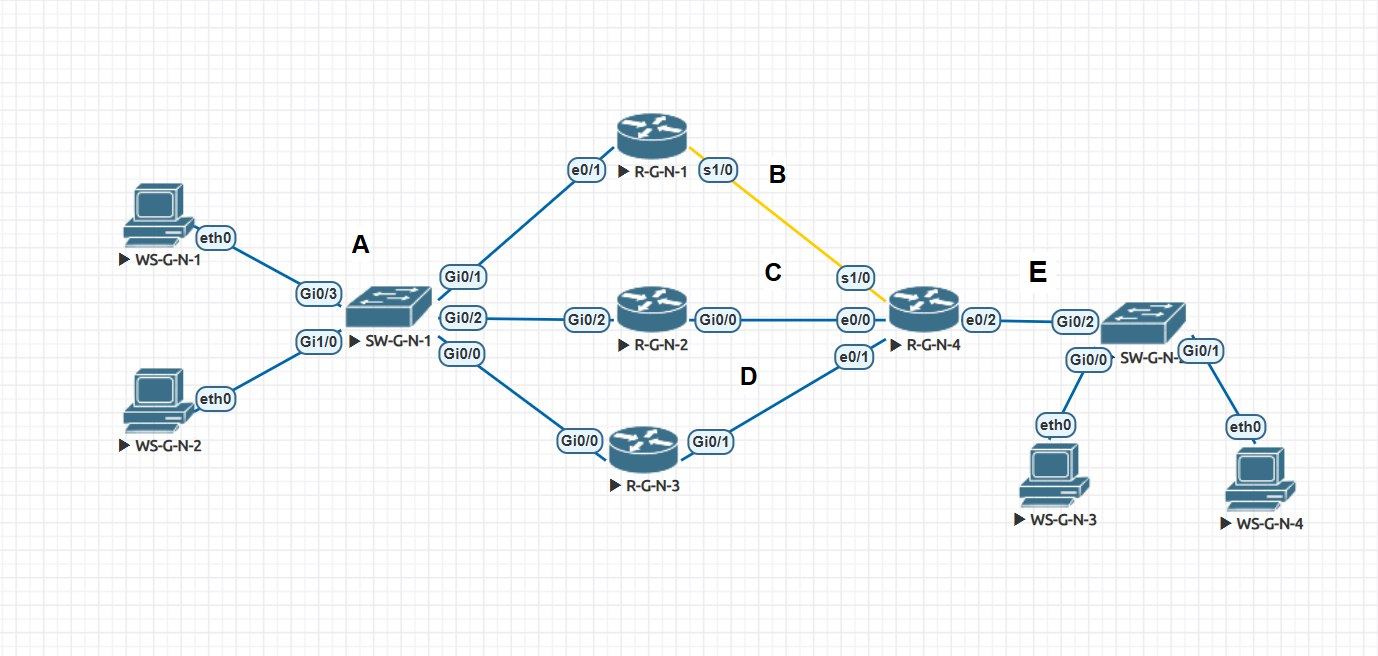 e0/1
R-G-N-1
s1/0
B
eth0
WS-G-N-1
A
Gi0/3
Gi0/1
Gi0/2
Gi1/0
SW-G-N-1
Gi0/0
eth0
WS-G-N-2
C
Gi0/2
R-G-N-2
Gi0/0
D
Gi0/0
R-G-N-3
Gi0/1
s1/0
e0/0
R-G-N-4
e0/2
e0/1
E
Gi0/2
SW-G-N-
Gi0/0
Gi0/1
eth0
WS-G-N-3
eth0
WS-G-N-4